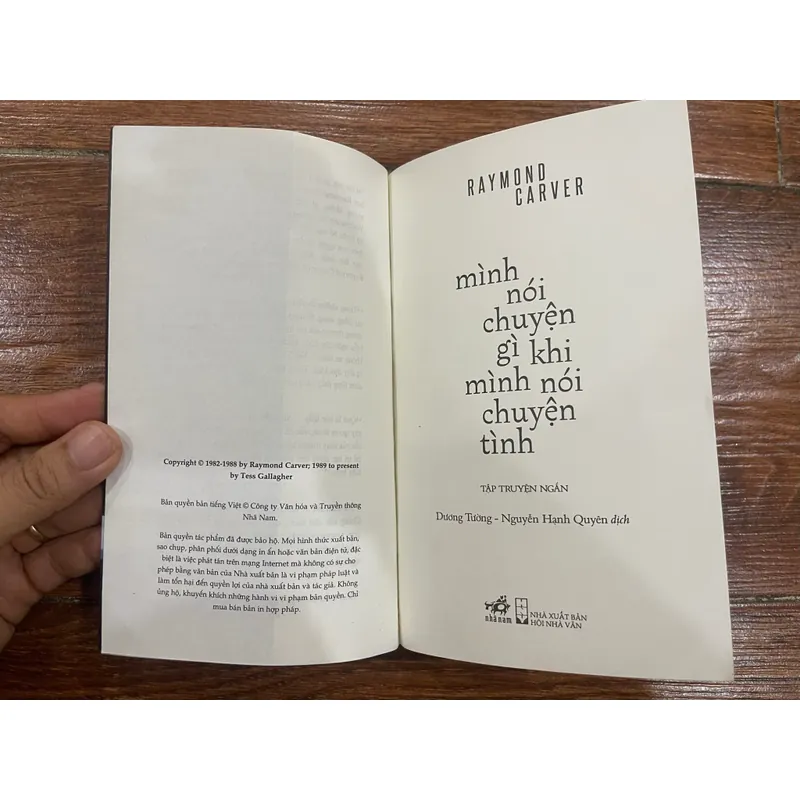 Copyright © 1982-1988 by Raymond Carver; 1989 to present
by Tess Gallagher
Bản quyền bản tiếng Việt © Công ty Văn hóa và Truyền thông
Nhã Nam.
Bản quyền tác phẩm đã được bảo hộ. Mọi hình thức xuất bản,
sao chụp, phân phối dưới dạng in ấn hoặc văn bản điện tử, đặc
biệt là việc phát tán trên mạng Internet mà không có sự cho
phép bằng văn bản của Nhà xuất bản là vi phạm pháp luật và
làm tổn hại đến quyền lợi của nhà xuất bản và tác giả. Không
ủng hộ, khuyến khích những hành vi vi phạm bản quyền. Chỉ
mua bán bản in hợp pháp.
RAYMOND
CARVER
mình
nói
chuyện
gì khi
mình nói
chuyện
tình
TẬP TRUYỆN NGẮN
Dương Tường - Nguyễn Hạnh Quyên dịch
nhã nam
NHÀ XUẤT BẢN
HỘI NHÀ VĂN